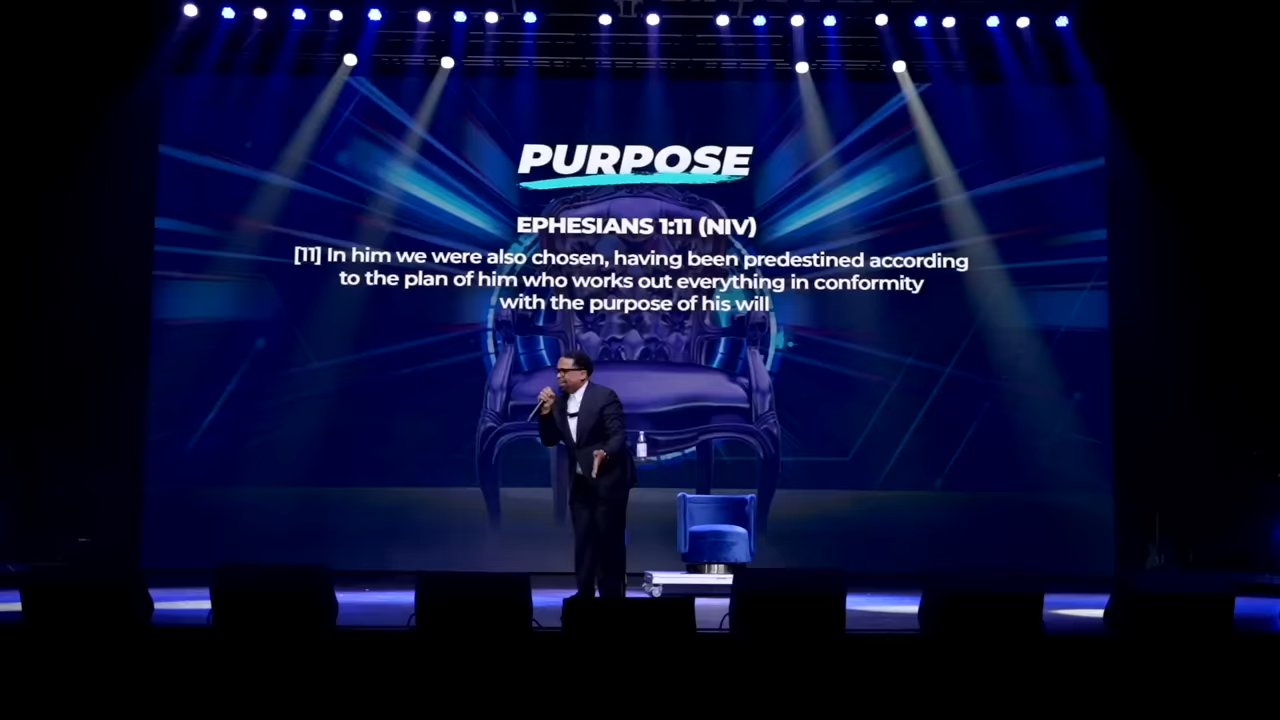 PURPOSE
EPHESIANS 1:11 (NIV)
[11] In him we were also chosen, having been predestined according
to the plan of him who works out everything in conformity
with the purpose of his will